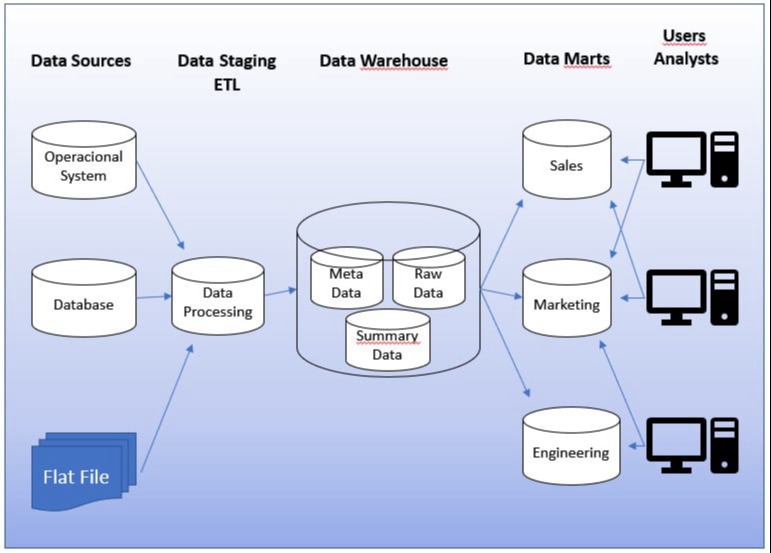 Data Sources
Data Staging
ETL
Data Warehouse
Data Marts
Users
Analysts
Operacional
System
Database
Flat File
Data
Processing
Meta
Data
Raw
Data
Summary
Data
Sales
Marketing
Engineering